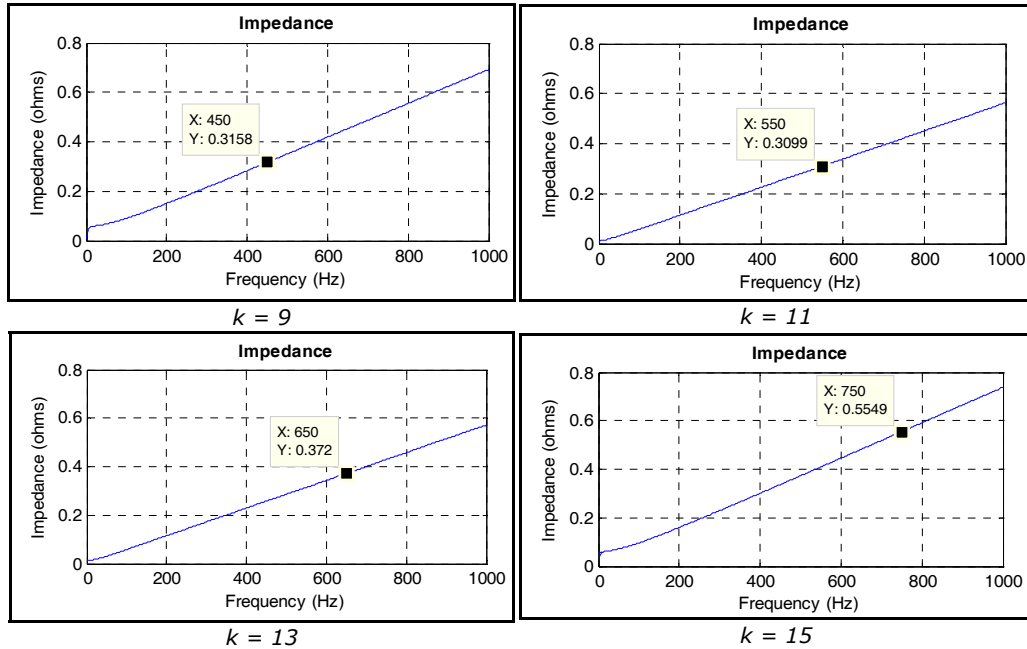 Impedance
Impedance (ohms)
0.8
0.6
0.4
0.2
0
X: 450
Y: 0.3158
0 200 400 600 800 1000
Frequency (Hz)
k = 9
Impedance
Impedance (ohms)
0.8
0.6
0.4
0.2
0
X: 550
Y: 0.3099
0 200 400 600 800 1000
Frequency (Hz)
k = 11
Impedance
Impedance (ohms)
0.8
0.6
0.4
0.2
0
X: 650
Y: 0.372
0 200 400 600 800 1000
Frequency (Hz)
k = 13
Impedance
Impedance (ohms)
0.8
0.6
0.4
0.2
0
X: 750
Y: 0.5549
0 200 400 600 800 1000
Frequency (Hz)
k = 15